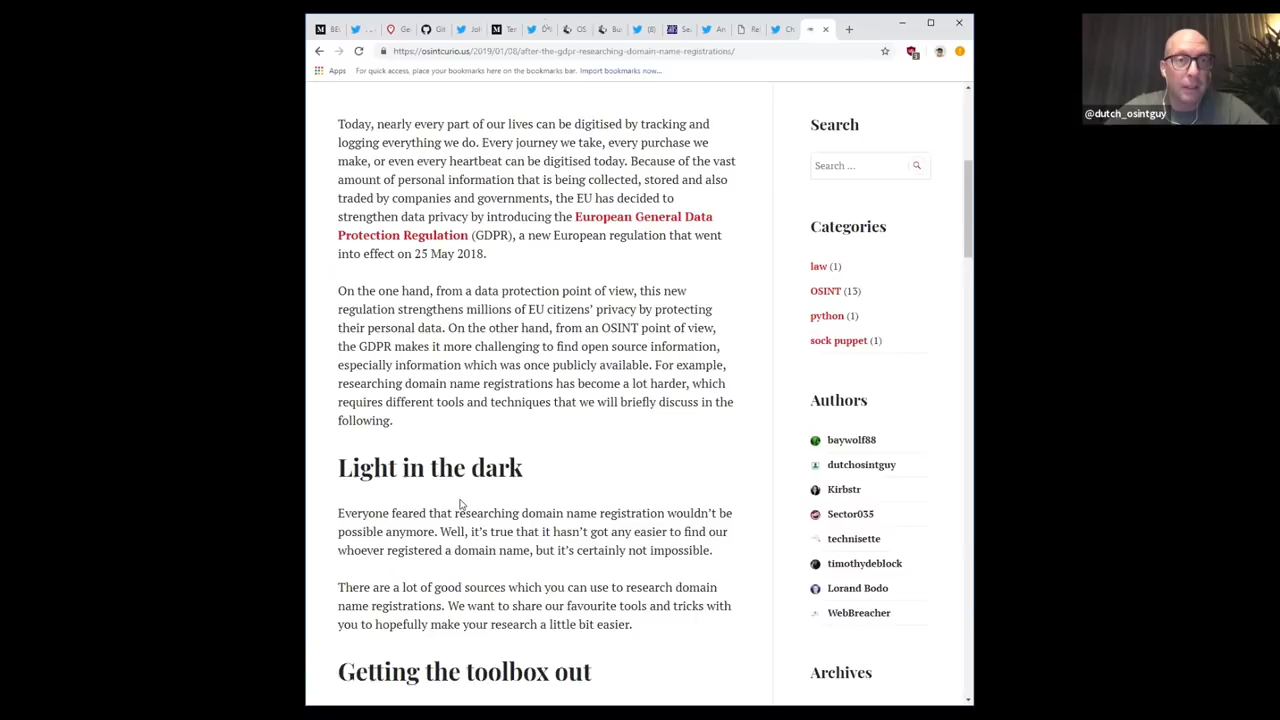 BE
Ge
Git
Jol
Ter
OS
Bu
(B)
Se
An
Re
Ch
https://osintcurio.us/2019/01/08/after-the-gdpr-researching-domain-name-registrations/
Apps For quick access, place your bookmarks here on the bookmarks bar. Import bookmarks now...
@dutch_osintguy
Today, nearly every part of our lives can be digitised by tracking and
logging everything we do. Every journey we take, every purchase we
make, or even every heartbeat can be digitised today. Because of the vast
amount of personal information that is being collected, stored and also
traded by companies and governments, the EU has decided to
strengthen data privacy by introducing the European General Data
Protection Regulation (GDPR), a new European regulation that went
into effect on 25 May 2018.
On the one hand, from a data protection point of view, this new
regulation strengthens millions of EU citizens’ privacy by protecting
their personal data. On the other hand, from an OSINT point of view,
the GDPR makes it more challenging to find open source information,
especially information which was once publicly available. For example,
researching domain name registrations has become a lot harder, which
requires different tools and techniques that we will briefly discuss in the
following.
Light in the dark
Everyone feared that researching domain name registration wouldn’t be
possible anymore. Well, it’s true that it hasn’t got any easier to find our
whoever registered a domain name, but it’s certainly not impossible.
There are a lot of good sources which you can use to research domain
name registrations. We want to share our favourite tools and tricks with
you to hopefully make your research a little bit easier.
Getting the toolbox out
Search
Search ...
Categories
law (1)
OSINT (13)
python (1)
sock puppet (1)
Authors
baywolf88
dutchosintguy
Kirbstr
Sector035
technisette
timothydeblock
Lorand Bodo
WebBreacher
Archives